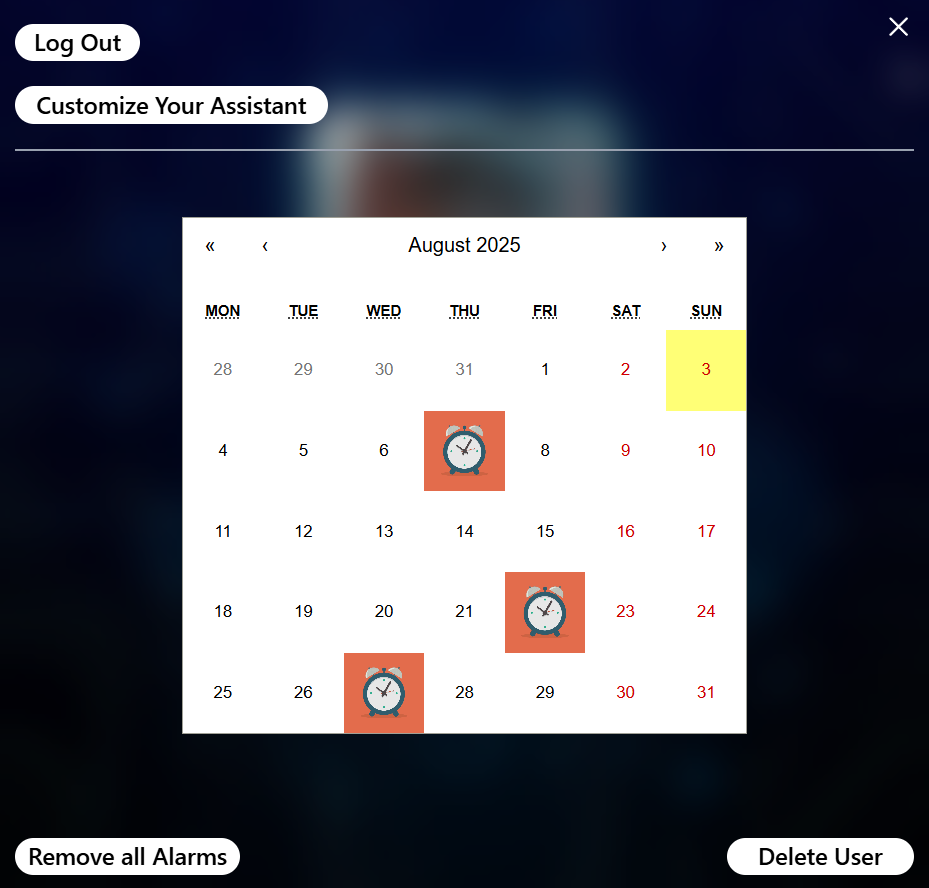 Log Out
Customize Your Assistant
« ‹ August 2025 › »
MON TUE WED THU FRI SAT SUN
28 29 30 31 1 2 3
4 5 6 8 9 10
11 12 13 14 15 16 17
18 19 20 21 23 24
25 26 28 29 30 31
Remove all Alarms Delete User